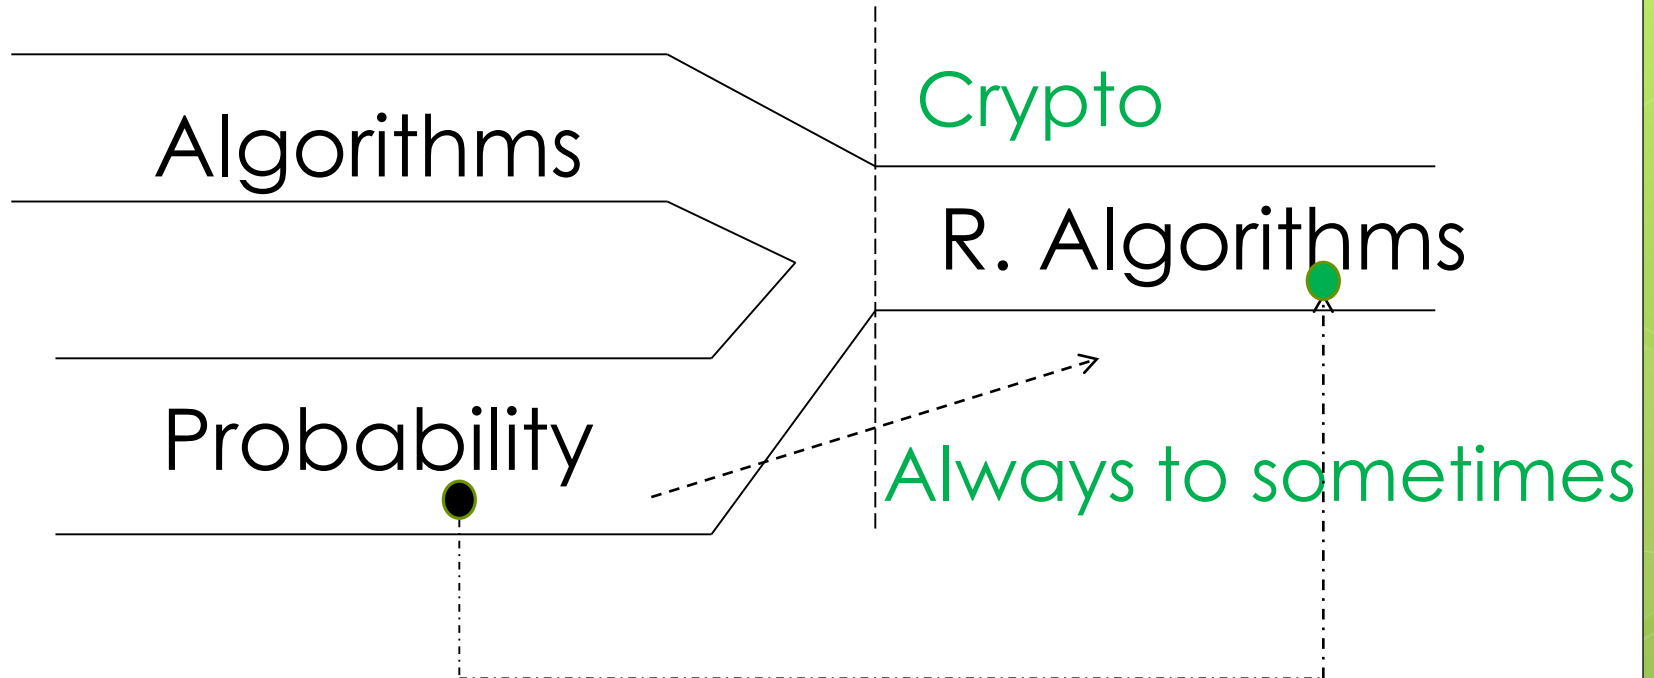 Algorithms
Crypto
R. Algorithms
Probability
Always to sometimes